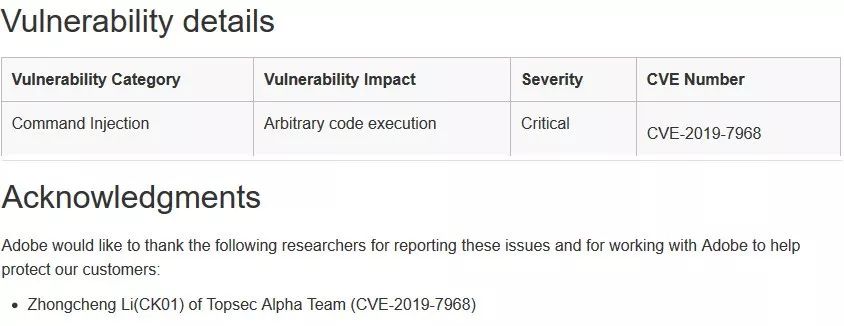 Vulnerability details
Vulnerability Category Vulnerability Impact Severity CVE Number
Command Injection Arbitrary code execution Critical CVE-2019-7968
Acknowledgments
Adobe would like to thank the following researchers for reporting these issues and for working with Adobe to help
protect our customers:
• Zhongcheng Li(CK01) of Topsec Alpha Team (CVE-2019-7968)